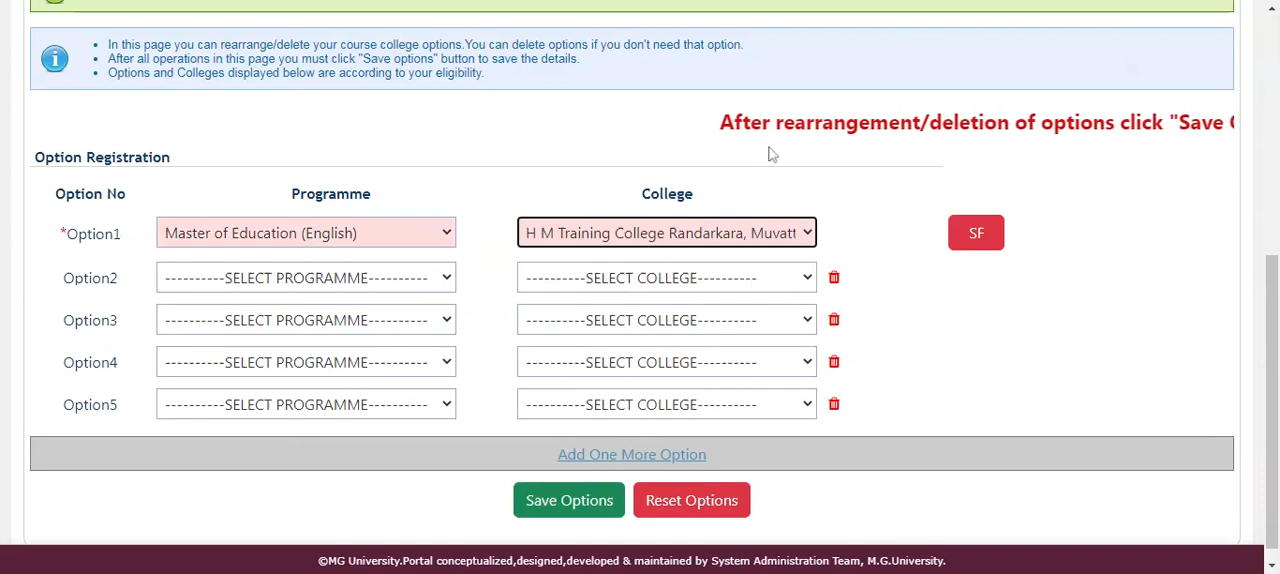 In this page you can rearrange/delete your course college options.You can delete options if you don't need that option.
After all operations in this page you must click "Save options" button to save the details.
Options and Colleges displayed below are according to your eligibility.
After rearrangement/deletion of options click "Save
Option Registration
Option No Programme College
*Option1 Master of Education (English) H M Training College Randarkara, Muvatt SF
Option2 ----------SELECT PROGRAMME---------- ----------SELECT COLLEGE----------
Option3 ----------SELECT PROGRAMME---------- ----------SELECT COLLEGE----------
Option4 ----------SELECT PROGRAMME---------- ----------SELECT COLLEGE----------
Option5 ----------SELECT PROGRAMME---------- ----------SELECT COLLEGE----------
Add One More Option
Save Options Reset Options
©MG University.Portal conceptualized,designed,developed & maintained by System Administration Team, M.G.University.